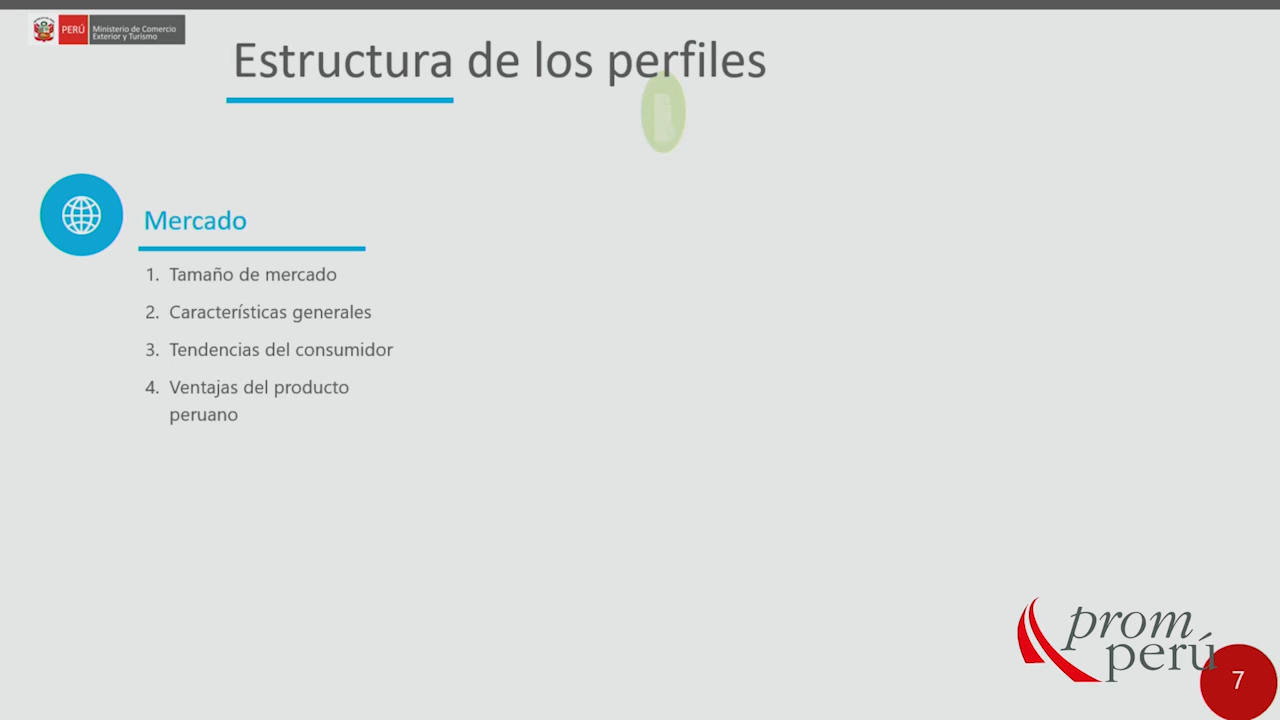 PERÚ
Ministerio de Comercio
Exterior y Turismo
Estructura de los perfiles
Mercado
1. Tamaño de mercado
2. Características generales
3. Tendencias del consumidor
4. Ventajas del producto
peruano
prom
perú
7